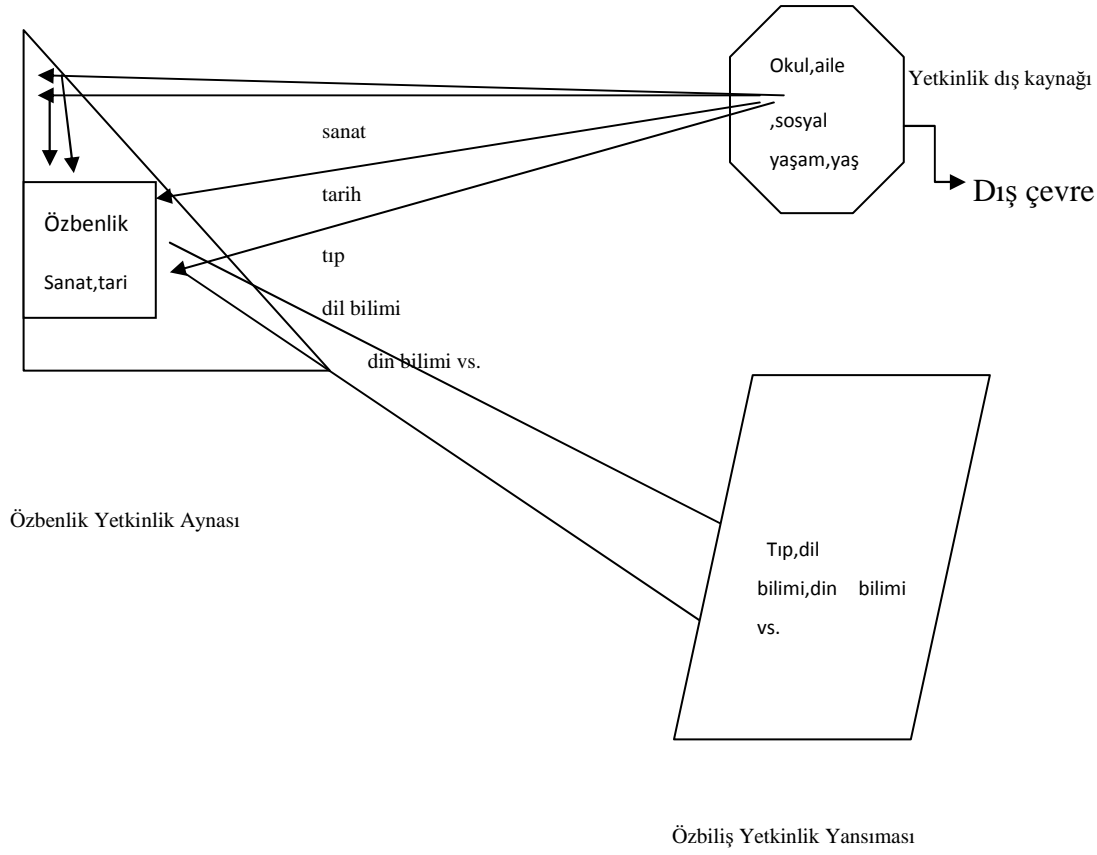 Okul,aile
,sosyal
yaşam,yaş
Yetkinlik dış kaynağı
Dış çevre
sanat
tarih
tıp
dil bilimi
din bilimi vs.
Özbenlik
Sanat,tari
Özbenlik Yetkinlik Aynası
Tıp,dil
bilimi,din bilimi
vs.
Özbiliş Yetkinlik Yansıması